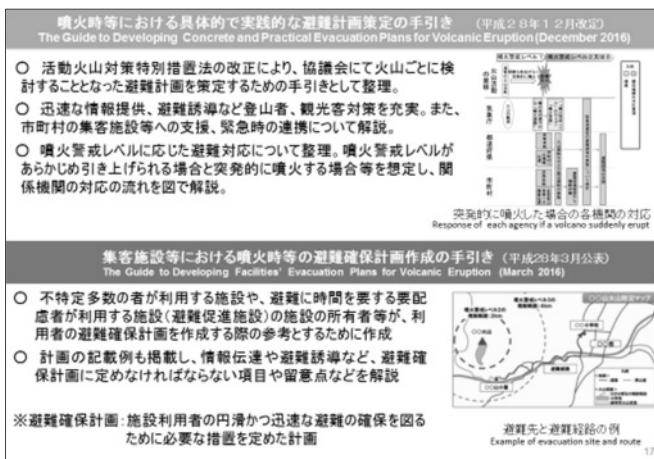 噴火時等における具体的で実践的な避難計画策定の手引き （平成２８年１２月改定）
The Guide to Developing Concrete and Practical Evacuation Plans for Volcanic Eruption(December 2016)
○ 活動火山対策特別措置法の改正により、協議会にて火山ごとに検
討することとなった避難計画を策定するための手引きとして整理。
○ 迅速な情報提供、避難誘導など登山者、観光客対策を充実。また、
市町村の集客施設等への支援、緊急時の連携について解説。
○ 噴火警戒レベルに応じた避難対応について整理。噴火警戒レベルが
あらかじめ引き上げられる場合と突発的に噴火する場合等を想定し、関
係機関の対応の流れを図で解説。
気象庁
都道府県
市町村
突発的に噴火した場合の各機関の対応
Response of each agency if a volcano suddenly erupt
集客施設等における噴火時等の避難確保計画作成の手引き （平成28年3月公表）
The Guide to Developing Facilities' Evacuation Plans for Volcanic Eruption (March 2016)
○ 不特定多数の者が利用する施設や、避難に時間を要する要配
慮者が利用する施設（避難促進施設）の施設の所有者等が、利
用者の避難確保計画を作成する際の参考とするために作成
○ 計画の記載例も掲載し、情報伝達や避難誘導など、避難確
保計画に定めなければならない項目や留意点などを解説
※避難確保計画：施設利用者の円滑かつ迅速な避難の確保を図る
ために必要な措置を定めた計画
避難先と避難経路の例
Example of evacuation site and route
17